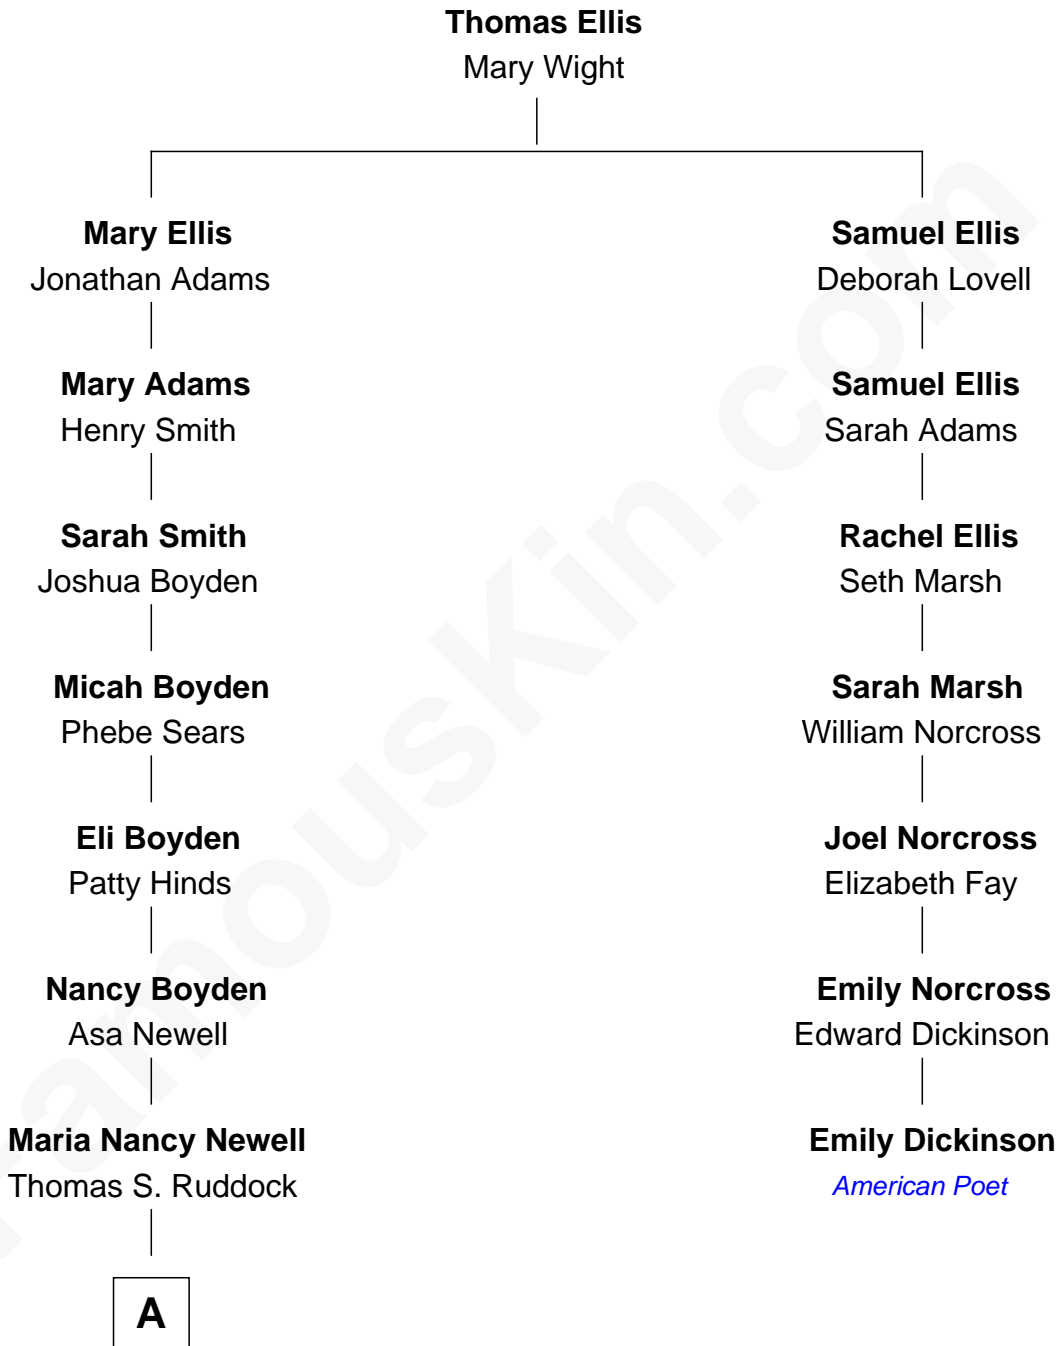 Thomas Ellis
Mary Wight
Mary Ellis
Jonathan Adams
Samuel Ellis
Deborah Lovell
Mary Adams
Henry Smith
Samuel Ellis
Sarah Adams
Sarah Smith
Joshua Boyden
Rachel Ellis
Seth Marsh
Micah Boyden
Phebe Sears
Sarah Marsh
William Norcross
Eli Boyden
Patty Hinds
Joel Norcross
Elizabeth Fay
Nancy Boyden
Asa Newell
Emily Norcross
Edward Dickinson
Maria Nancy Newell
Thomas S. Ruddock
Emily Dickinson
American Poet
A
FamousKin.com